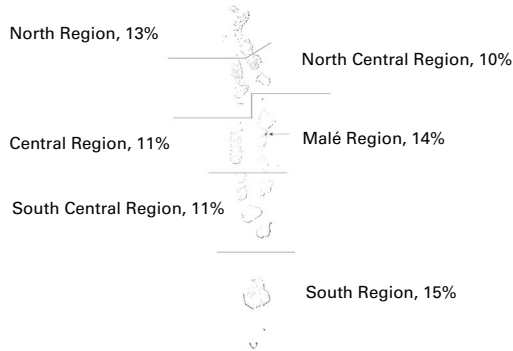 North Region, 13%
North Central Region, 10%
Central Region, 11%
Malé Region, 14%
South Central Region, 11%
South Region, 15%